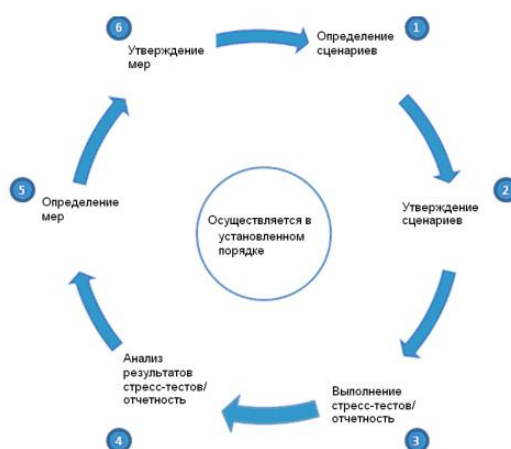 1
Определение
сценариев
2
Утверждение
сценариев
3
Выполнение
стресс-тестов/
отчетность
4
Анализ
результатов
стресс-тестов/
отчетность
5
Определение
мер
6
Утверждение
мер
Осуществляется в
установленном
порядке